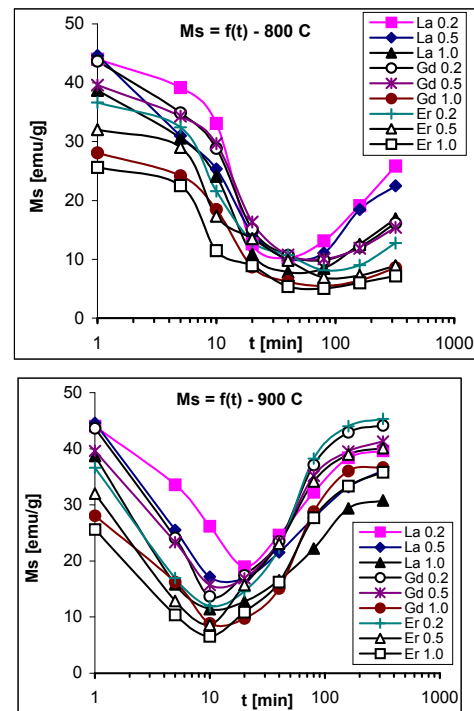 Ms = f(t) - 800 C
Ms [emu/g]
50
40
30
20
10
0
1
10
100
1000
t [min]
La 0.2
La 0.5
La 1.0
Gd 0.2
Gd 0.5
Gd 1.0
Er 0.2
Er 0.5
Er 1.0
Ms = f(t) - 900 C
Ms [emu/g]
50
40
30
20
10
0
1
10
100
1000
t [min]
La 0.2
La 0.5
La 1.0
Gd 0.2
Gd 0.5
Gd 1.0
Er 0.2
Er 0.5
Er 1.0